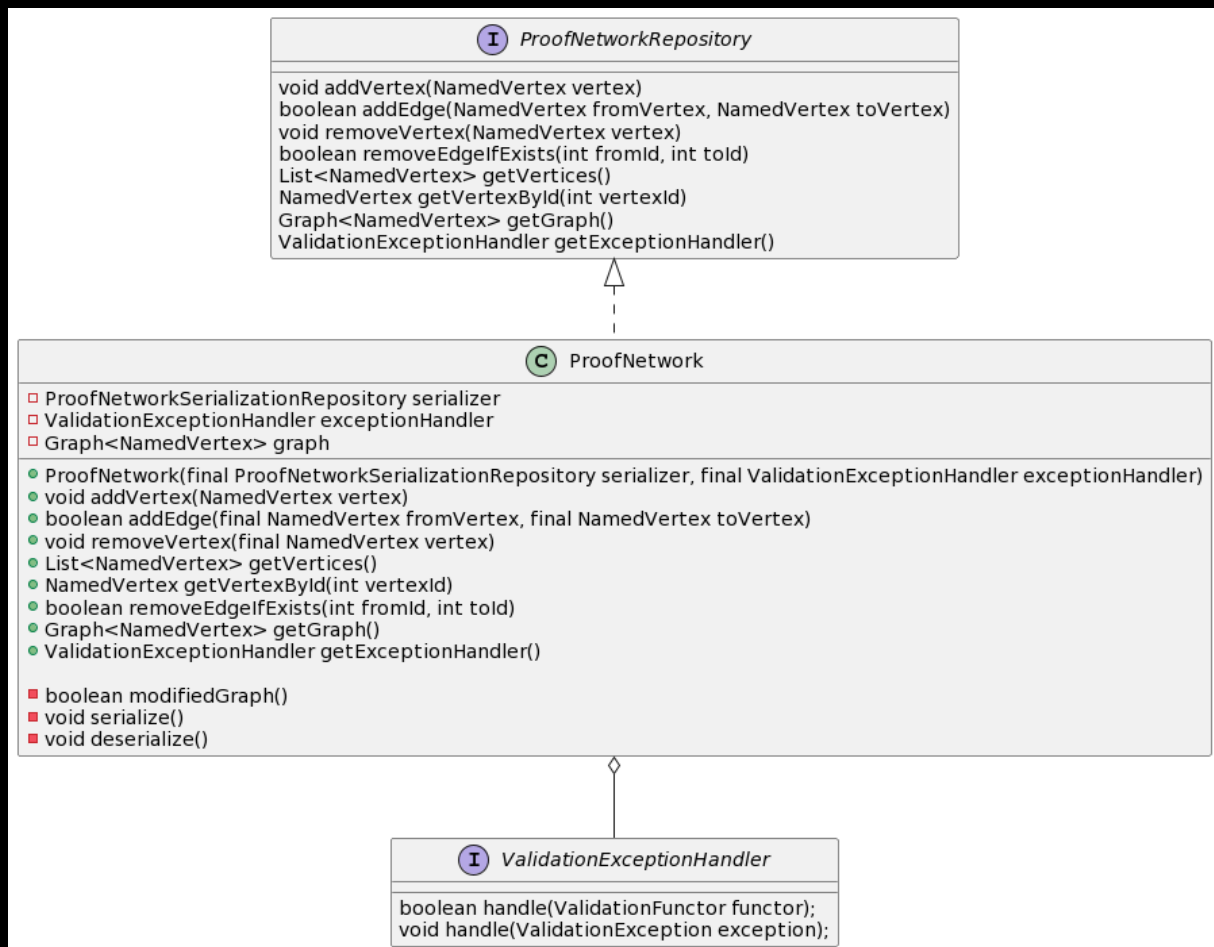 I ProofNetworkRepository
void addVertex(NamedVertex vertex)
boolean addEdge(NamedVertex fromVertex, NamedVertex toVertex)
void removeVertex(NamedVertex vertex)
boolean removeEdgeIfExists(int fromId, int toId)
List<NamedVertex> getVertices()
NamedVertex getVertexById(int vertexId)
Graph<NamedVertex> getGraph()
ValidationExceptionHandler getExceptionHandler()
C ProofNetwork
ProofNetworkSerializationRepository serializer
ValidationExceptionHandler exceptionHandler
Graph<NamedVertex> graph
ProofNetwork(final ProofNetworkSerializationRepository serializer, final ValidationExceptionHandler exceptionHandler)
void addVertex(NamedVertex vertex)
boolean addEdge(final NamedVertex fromVertex, final NamedVertex toVertex)
void removeVertex(final NamedVertex vertex)
List<NamedVertex> getVertices()
NamedVertex getVertexById(int vertexId)
boolean removeEdgeIfExists(int fromId, int toId)
Graph<NamedVertex> getGraph()
ValidationExceptionHandler getExceptionHandler()
boolean modifiedGraph()
void serialize()
void deserialize()
I ValidationExceptionHandler
boolean handle(ValidationFunctor functor);
void handle(ValidationException exception);